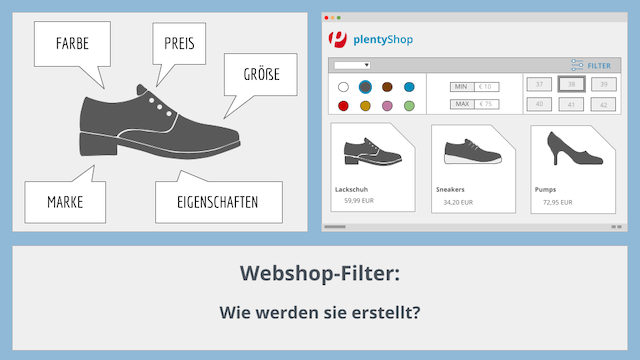 FARBE
PREIS
GRÖßE
MARKE
EIGENSCHAFTEN
plentyShop
FILTER
MIN € 10
MAX € 75
37 38 39
40 41 42
Lackschuh
59,99 EUR
Sneakers
34,20 EUR
Pumps
72,95 EUR
Webshop-Filter:
Wie werden sie erstellt?